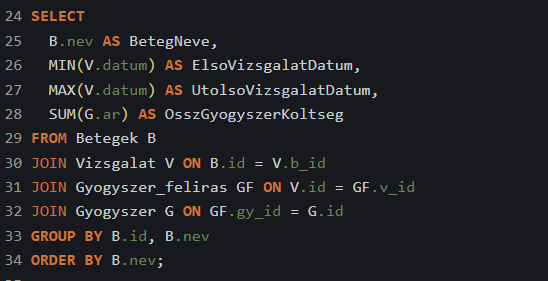 24 SELECT
25   B.nev AS BetegNeve,
26   MIN(V.datum) AS ElsoVizsgalatDatum,
27   MAX(V.datum) AS UtolsoVizsgalatDatum,
28   SUM(G.ar) AS OsszGyogyszerKoltseg
29 FROM Betegek B
30 JOIN Vizsgalat V ON B.id = V.b_id
31 JOIN Gyogyszer_feliras GF ON V.id = GF.v_id
32 JOIN Gyogyszer G ON GF.gy_id = G.id
33 GROUP BY B.id, B.nev
34 ORDER BY B.nev;